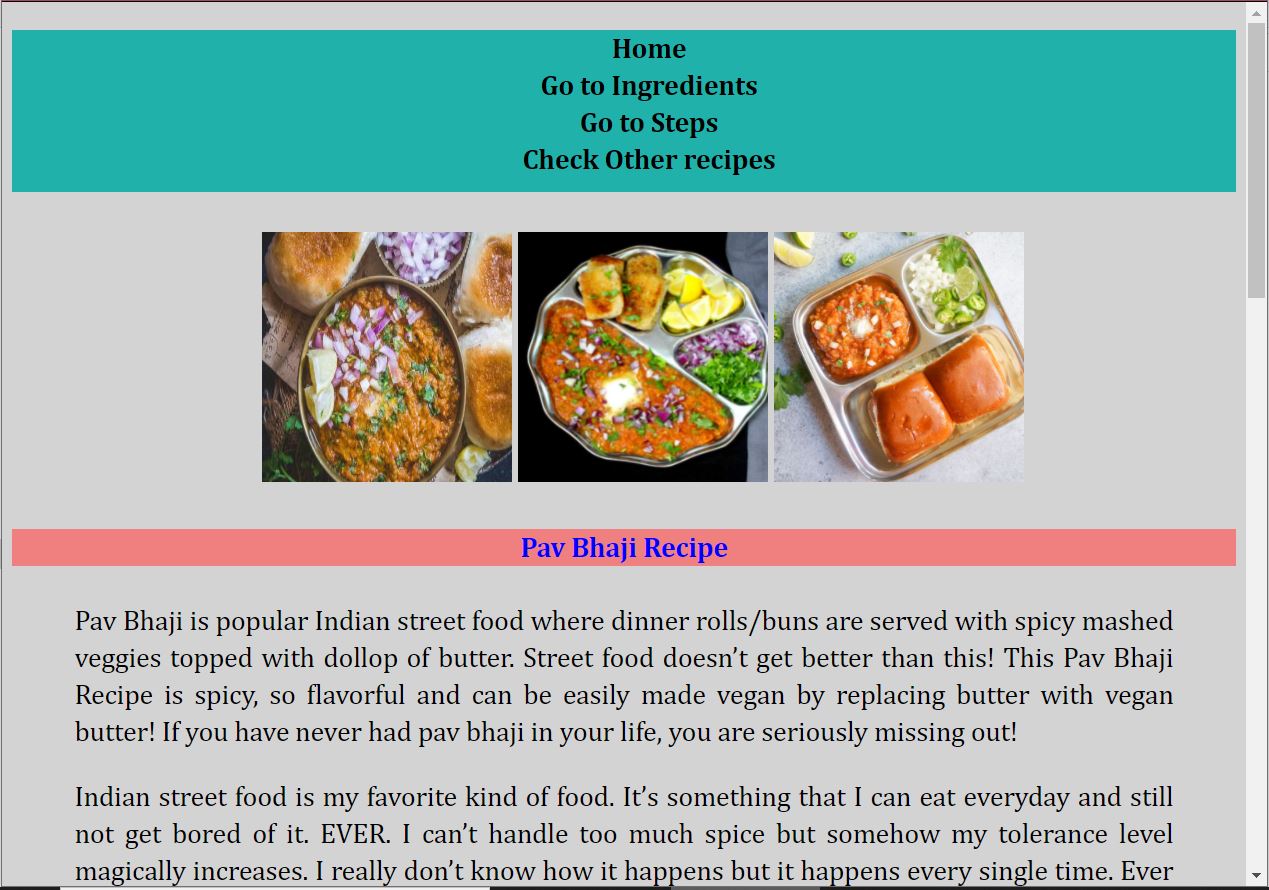 Home
Go to Ingredients
Go to Steps
Check Other recipes
Pav Bhaji Recipe
Pav Bhaji is popular Indian street food where dinner rolls/buns are served with spicy mashed
veggies topped with dollop of butter. Street food doesn’t get better than this! This Pav Bhaji
Recipe is spicy, so flavorful and can be easily made vegan by replacing butter with vegan
butter! If you have never had pav bhaji in your life, you are seriously missing out!
Indian street food is my favorite kind of food. It’s something that I can eat everyday and still
not get bored of it. EVER. I can’t handle too much spice but somehow my tolerance level
magically increases. I really don’t know how it happens but it happens every single time. Ever